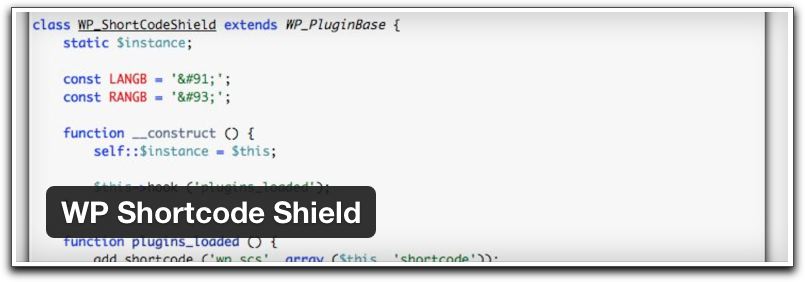 class WP_ShortCodeShield extends WP_PluginBase {
static $instance;
const LANGB = '&#91;';
const RANGB = '&#93;';
function __construct () {
self::$instance = $this;
$this->hook ('plugins_loaded');
WP Shortcode Shield
function plugins_loaded () {
add_shortcode ('wp_scs', array ($this, 'shortcode'));